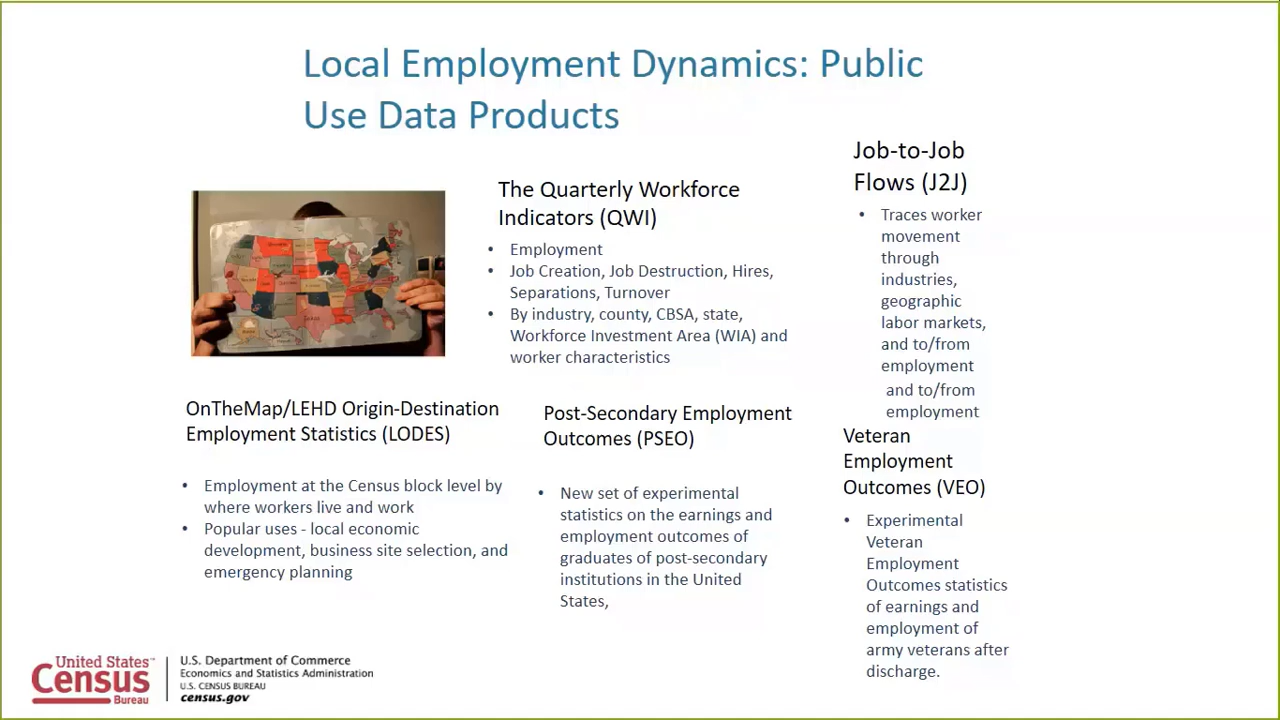 Local Employment Dynamics: Public
Use Data Products
The Quarterly Workforce
Indicators (QWI)
• Employment
• Job Creation, Job Destruction, Hires,
Separations, Turnover
• By industry, county, CBSA, state,
Workforce Investment Area (WIA) and
worker characteristics
Job-to-Job
Flows (J2J)
• Traces worker
movement
through
industries,
geographic
labor markets,
and to/from
employment
and to/from
employment
OnTheMap/LEHD Origin-Destination
Employment Statistics (LODES)
• Employment at the Census block level by
where workers live and work
• Popular uses - local economic
development, business site selection, and
emergency planning
Post-Secondary Employment
Outcomes (PSEO)
• New set of experimental
statistics on the earnings and
employment outcomes of
graduates of post-secondary
institutions in the United
States,
Veteran
Employment
Outcomes (VEO)
• Experimental
Veteran
Employment
Outcomes statistics
of earnings and
employment of
army veterans after
discharge.
United States™
Census
Bureau
U.S. Department of Commerce
Economics and Statistics Administration
U.S. CENSUS BUREAU
census.gov